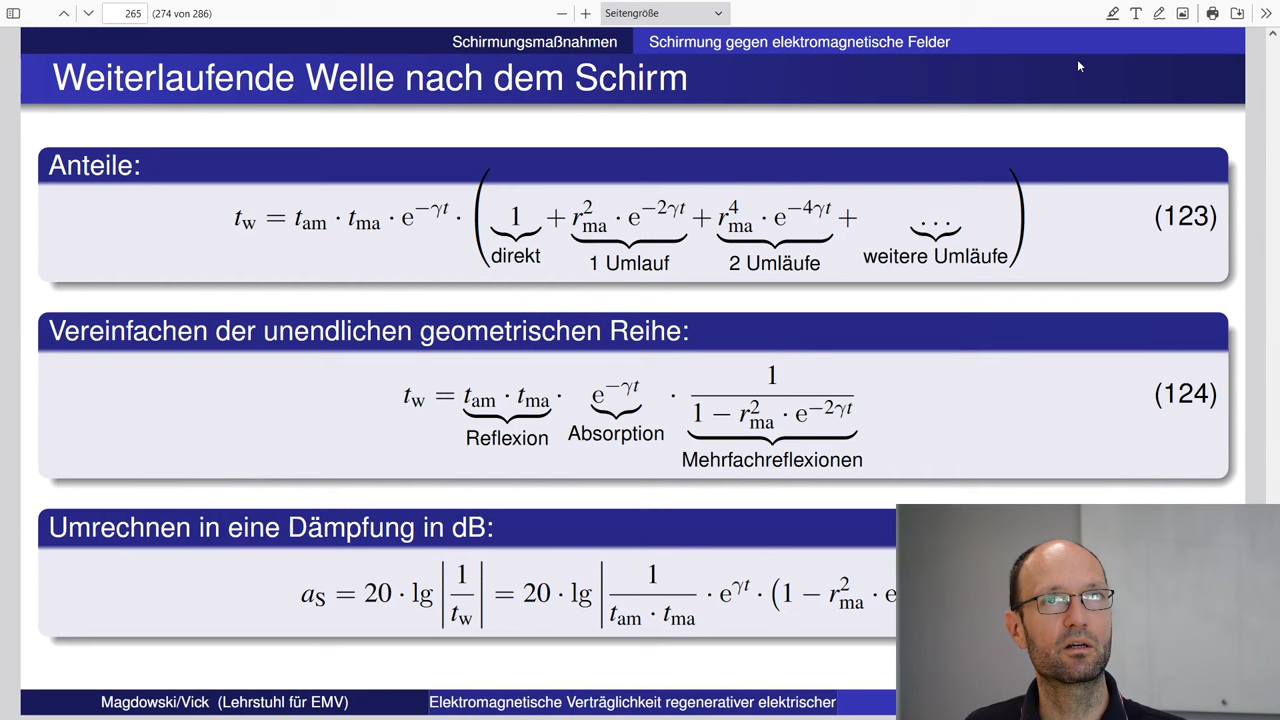 265 (274 von 286) Seitengröße
Schirmungsmaßnahmen Schirmung gegen elektromagnetische Felder
Weiterlaufende Welle nach dem Schirm
Anteile:
t_w = t_am · t_ma · e^{−γt} · ( 1 + r_ma^2 · e^{−2γt} + r_ma^4 · e^{−4γt} + ... ) (123)
direkt 1 Umlauf 2 Umläufe weitere Umläufe
Vereinfachen der unendlichen geometrischen Reihe:
t_w = t_am · t_ma · e^{−γt} · 1 / (1 − r_ma^2 · e^{−2γt}) (124)
Reflexion Absorption Mehrfachreflexionen
Umrechnen in eine Dämpfung in dB:
a_S = 20 · lg |1 / t_w| = 20 · lg |1 / (t_am · t_ma) · e^{γt} · (1 − r_ma^2 · e
Magdowski/Vick (Lehrstuhl für EMV) Elektromagnetische Verträglichkeit regenerativer elektrischer